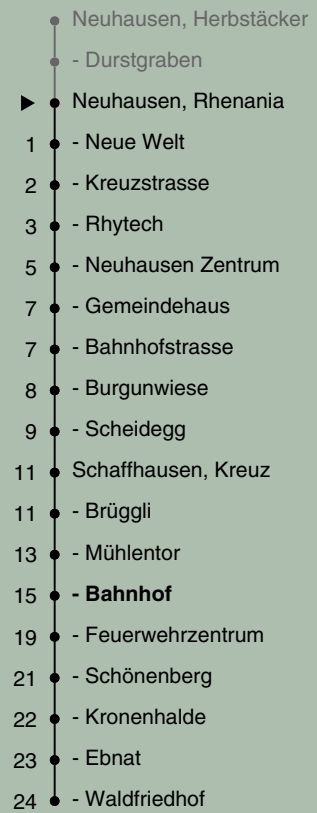 Neuhausen, Herbstäcker
- Durstgraben
Neuhausen, Rhenania
1 - Neue Welt
2 - Kreuzstrasse
3 - Rhytech
5 - Neuhausen Zentrum
7 - Gemeindehaus
7 - Bahnhofstrasse
8 - Burgunwiese
9 - Scheidegg
11 Schaffhausen, Kreuz
11 - Brüggli
13 - Mühlentor
15 - Bahnhof
19 - Feuerwehrzentrum
21 - Schönenberg
22 - Kronenhalde
23 - Ebnat
24 - Waldfriedhof